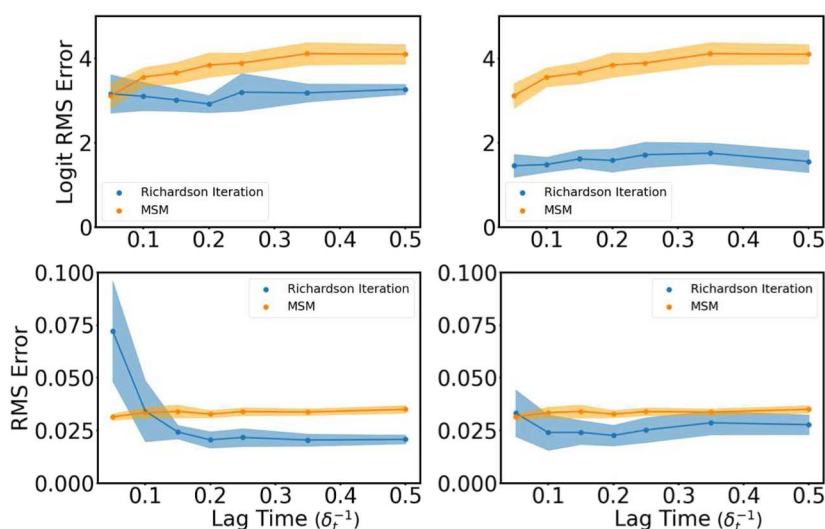 Logit RMS Error
4
2
0
Richardson Iteration
MSM
0.1 0.2 0.3 0.4 0.5
4
2
0
Richardson Iteration
MSM
0.1 0.2 0.3 0.4 0.5
RMS Error
0.100
0.075
0.050
0.025
0.000
Richardson Iteration
MSM
0.1 0.2 0.3 0.4 0.5
Lag Time (δ_t^{-1})
0.100
0.075
0.050
0.025
0.000
Richardson Iteration
MSM
0.1 0.2 0.3 0.4 0.5
Lag Time (δ_t^{-1})